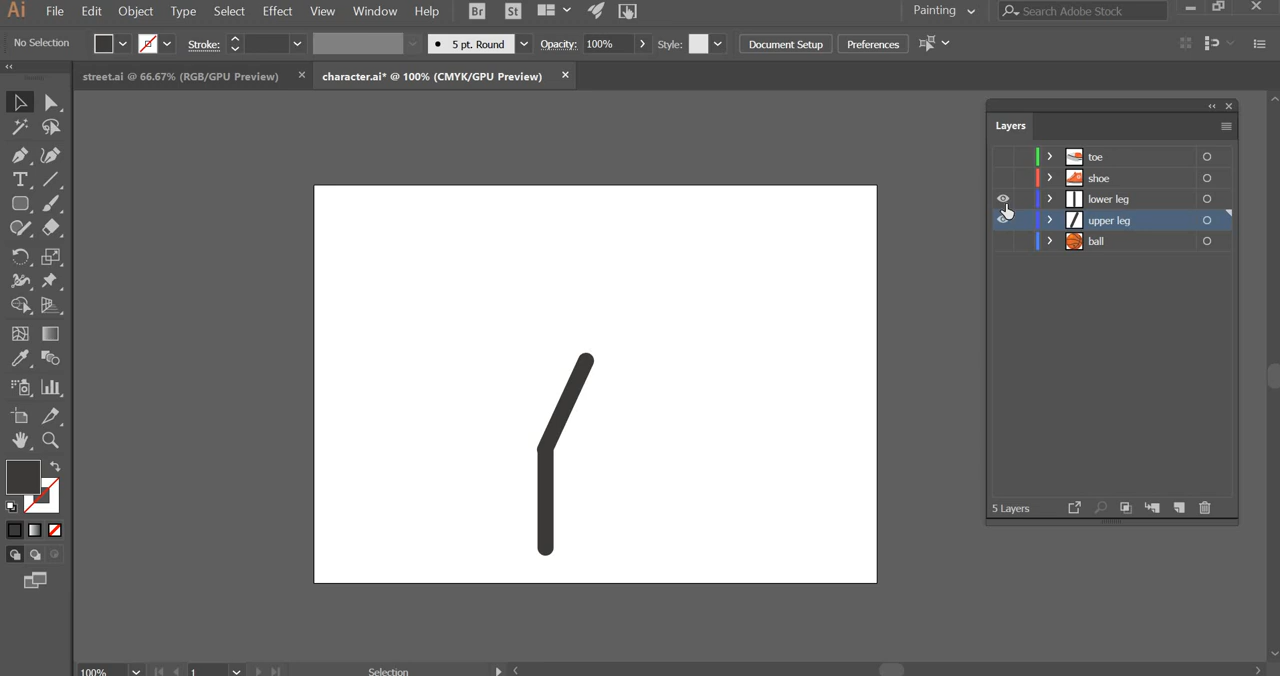 Ai File Edit Object Type Select Effect View Window Help Br St Painting Search Adobe Stock
No Selection Stroke: 5 pt. Round Opacity: 100% Style: Document Setup Preferences
street.ai @ 66.67% (RGB/GPU Preview) character.ai* @ 100% (CMYK/GPU Preview)
Layers
toe
shoe
lower leg
upper leg
ball
5 Layers
100% 1 Selection